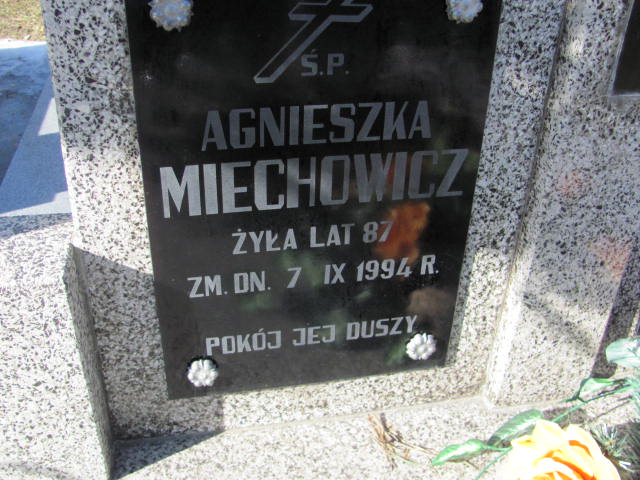 Ś.P.
AGNIESZKA
MIECHOWICZ
ŻYŁA LAT 87
ZM. DN. 7 IX 1994 R.
POKÓJ JEJ DUSZY